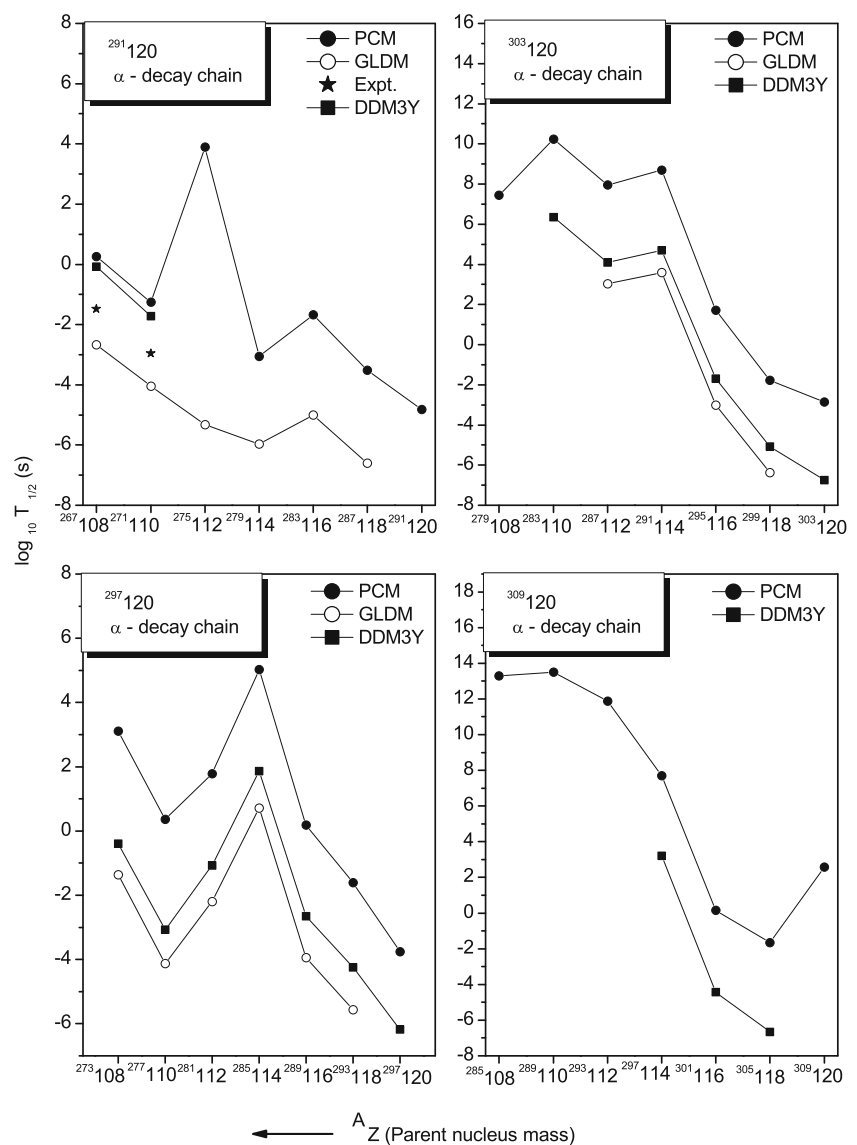 log 10 T 1/2 (s)
291120
α - decay chain
PCM
GLDM
Expt.
DDM3Y
8
6
4
2
0
-2
-4
-6
-8
267108 271110 275112 279114 283116 287118 291120
303120
α - decay chain
PCM
GLDM
DDM3Y
16
14
12
10
8
6
4
2
0
-2
-4
-6
-8
279108 283110 287112 291114 295116 299118 303120
297120
α - decay chain
PCM
GLDM
DDM3Y
8
6
4
2
0
-2
-4
-6
273108 277110 281112 285114 289116 293118 297120
309120
α - decay chain
PCM
DDM3Y
18
16
14
12
10
8
6
4
2
0
-2
-4
-6
-8
285108 289110 293112 297114 301116 305118 309120
A Z (Parent nucleus mass)